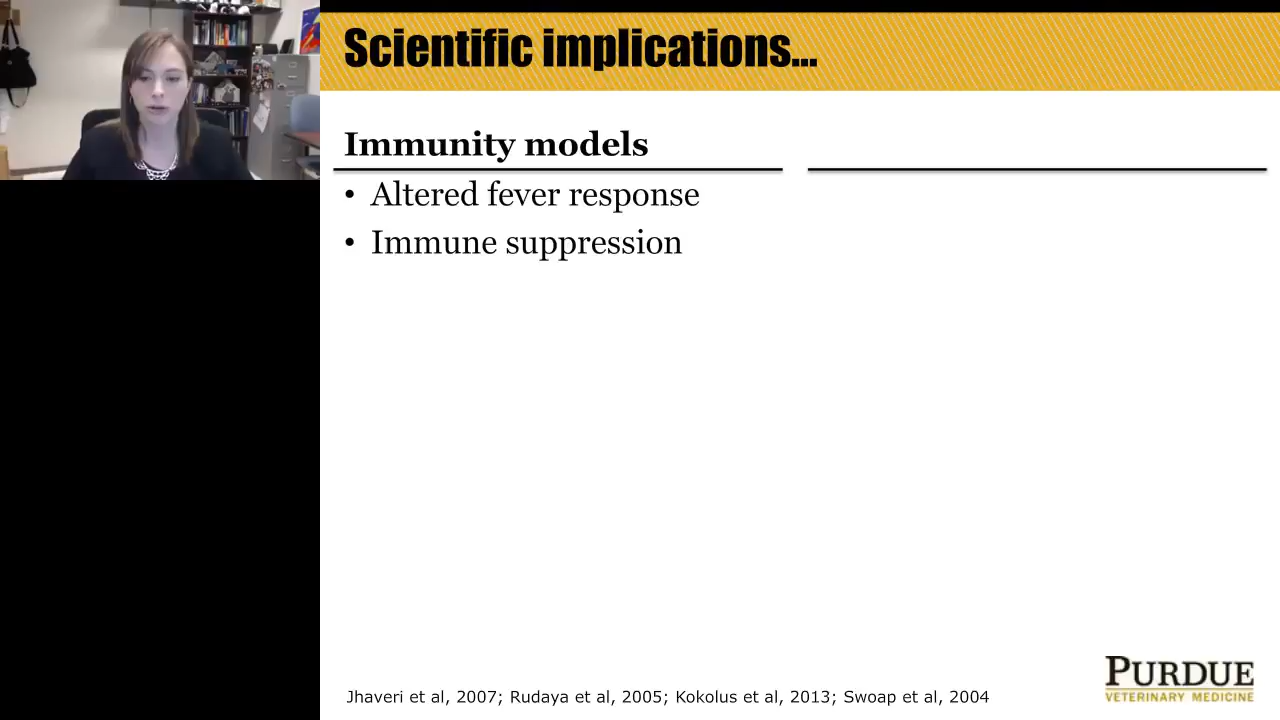 Scientific implications...
Immunity models
• Altered fever response
• Immune suppression
Jhaveri et al, 2007; Rudaya et al, 2005; Kokolus et al, 2013; Swoap et al, 2004
PURDUE
VETERINARY MEDICINE